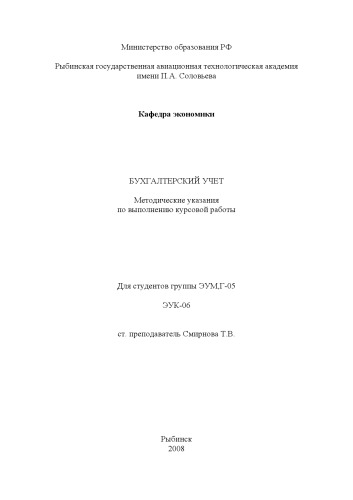 Министерство образования РФ
Рыбинская государственная авиационная технологическая академия
имени П.А. Соловьева
Кафедра экономики
БУХГАЛТЕРСКИЙ УЧЕТ
Методические указания
по выполнению курсовой работы
Для студентов группы ЭУМ,Г-05
ЭУК-06
ст. преподаватель Смирнова Т.В.
Рыбинск
2008